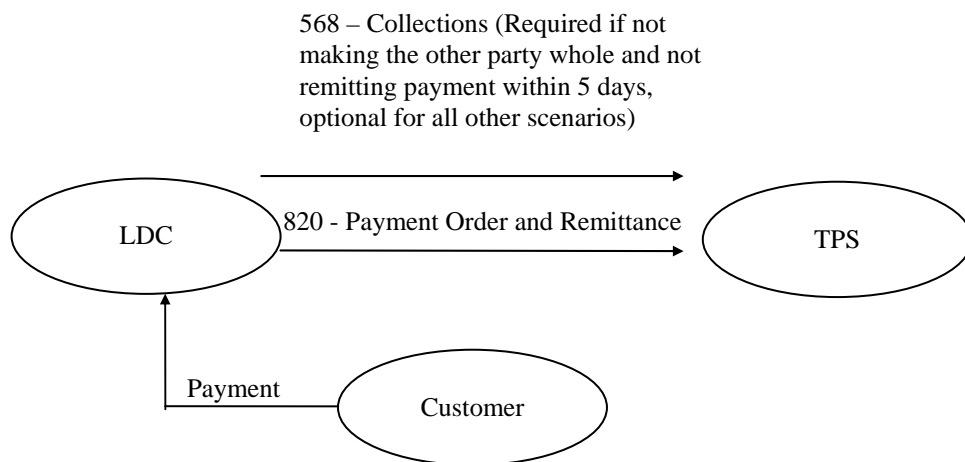 568 – Collections (Required if not
making the other party whole and not
remitting payment within 5 days,
optional for all other scenarios)
820 - Payment Order and Remittance
LDC
TPS
Payment
Customer